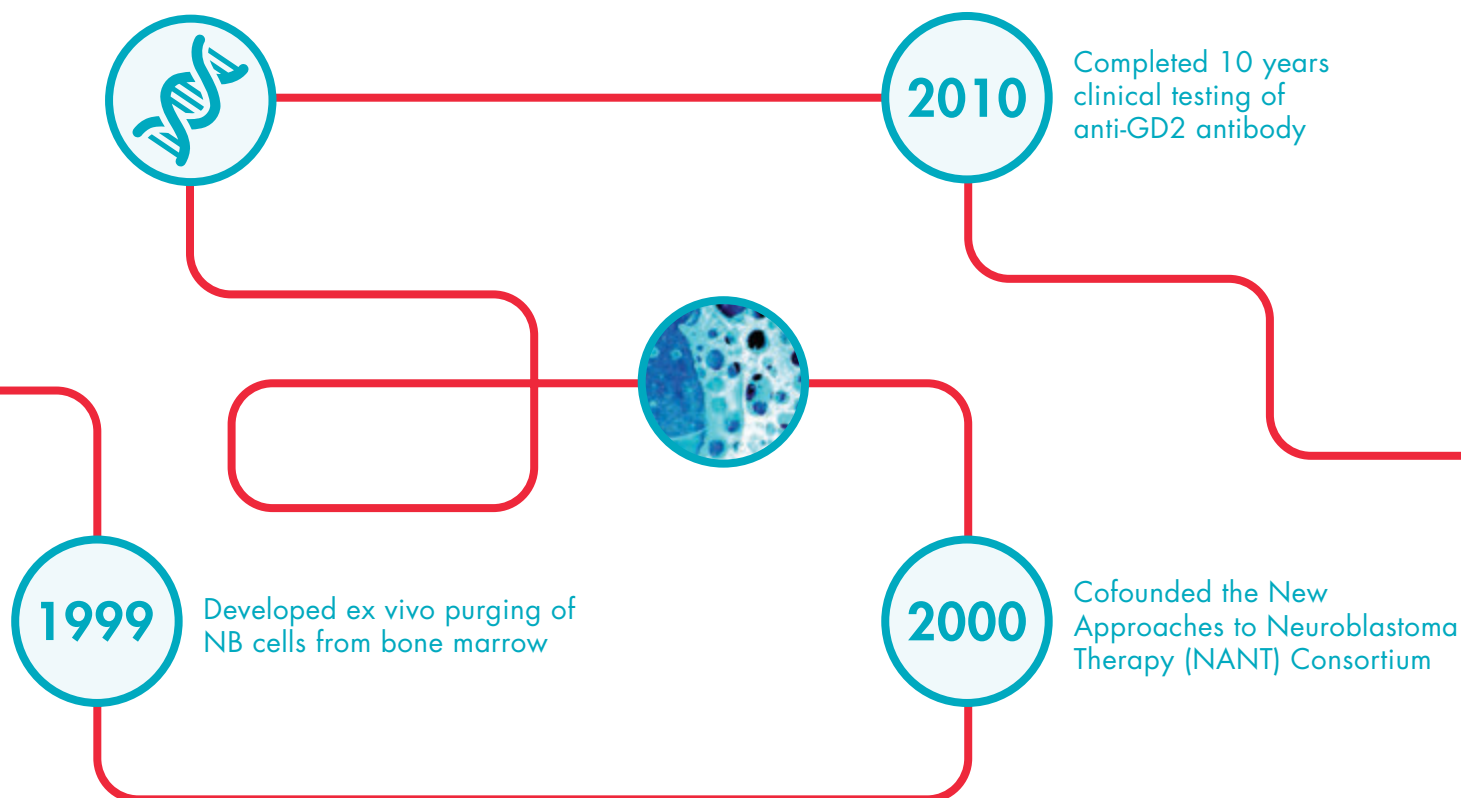 2010
Completed 10 years
clinical testing of
anti-GD2 antibody
1999
Developed ex vivo purging of
NB cells from bone marrow
2000
Cofounded the New
Approaches to Neuroblastoma
Therapy (NANT) Consortium